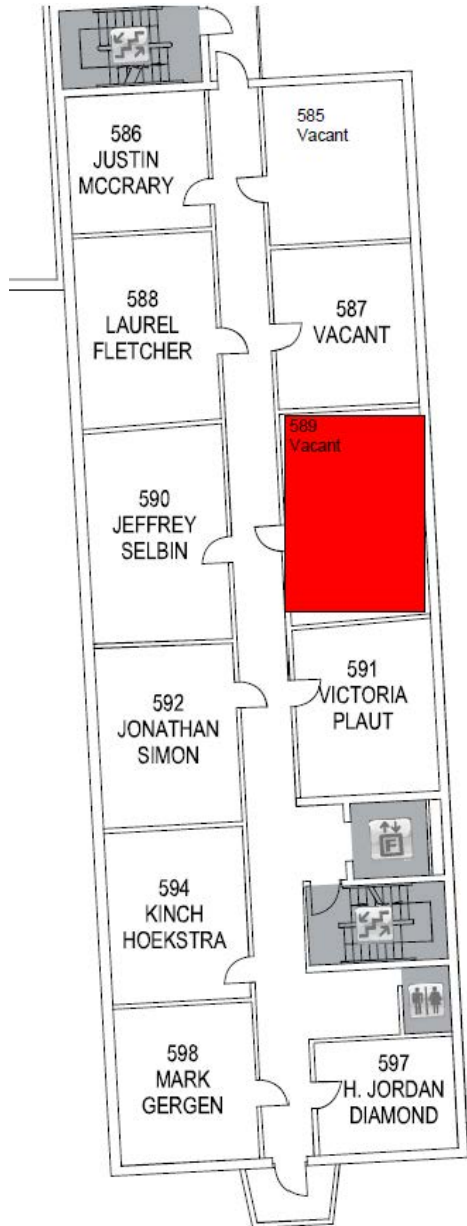 585
Vacant
586
JUSTIN
MCCRARY
588
LAUREL
FLETCHER
587
VACANT
589
Vacant
590
JEFFREY
SELBIN
591
VICTORIA
PLAUT
592
JONATHAN
SIMON
F
594
KINCH
HOEKSTRA
598
MARK
GERGEN
597
H. JORDAN
DIAMOND